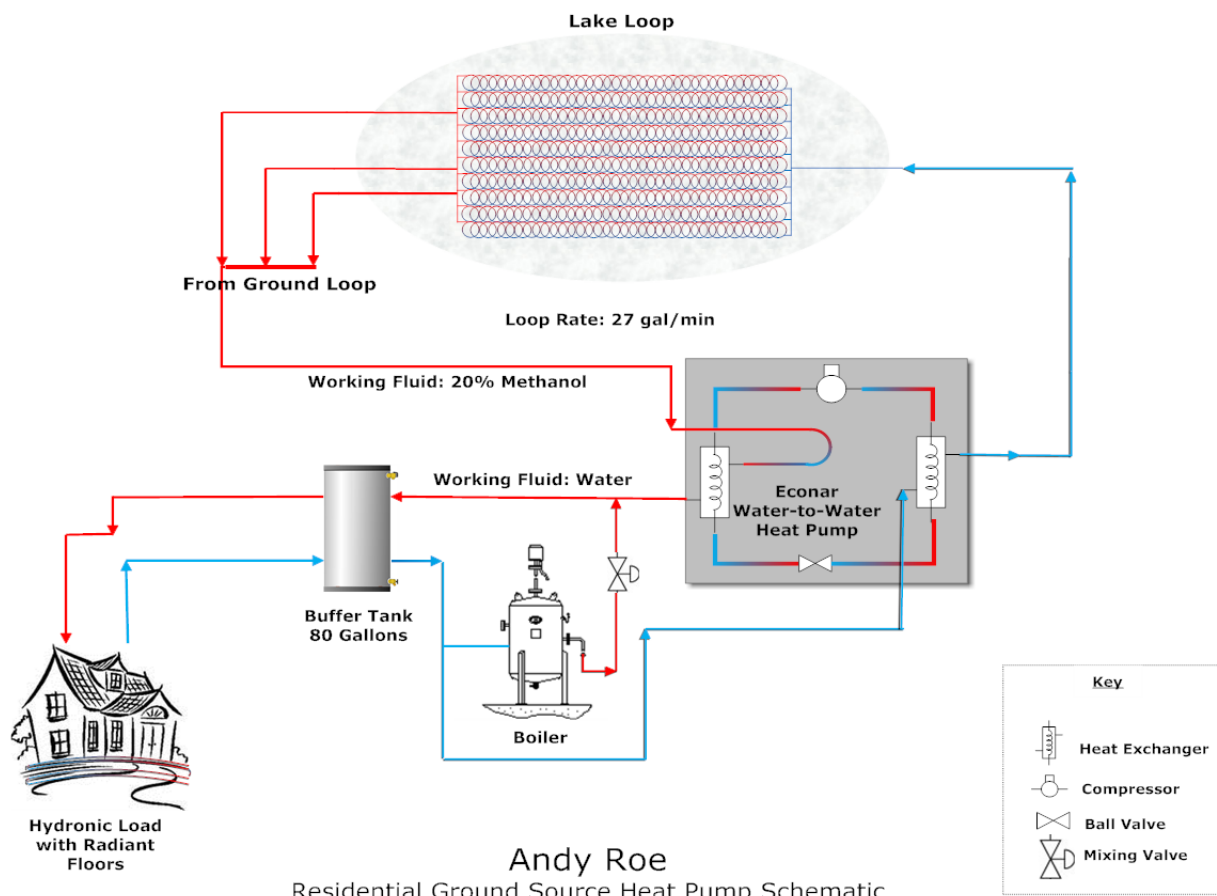 Lake Loop
From Ground Loop
Loop Rate: 27 gal/min
Working Fluid: 20% Methanol
Working Fluid: Water
Econar
Water-to-Water
Heat Pump
Buffer Tank
80 Gallons
Boiler
Hydronic Load
with Radiant
Floors
Key
Heat Exchanger
Compressor
Ball Valve
Mixing Valve
Andy Roe
Residential Ground Source Heat Pump Schematic